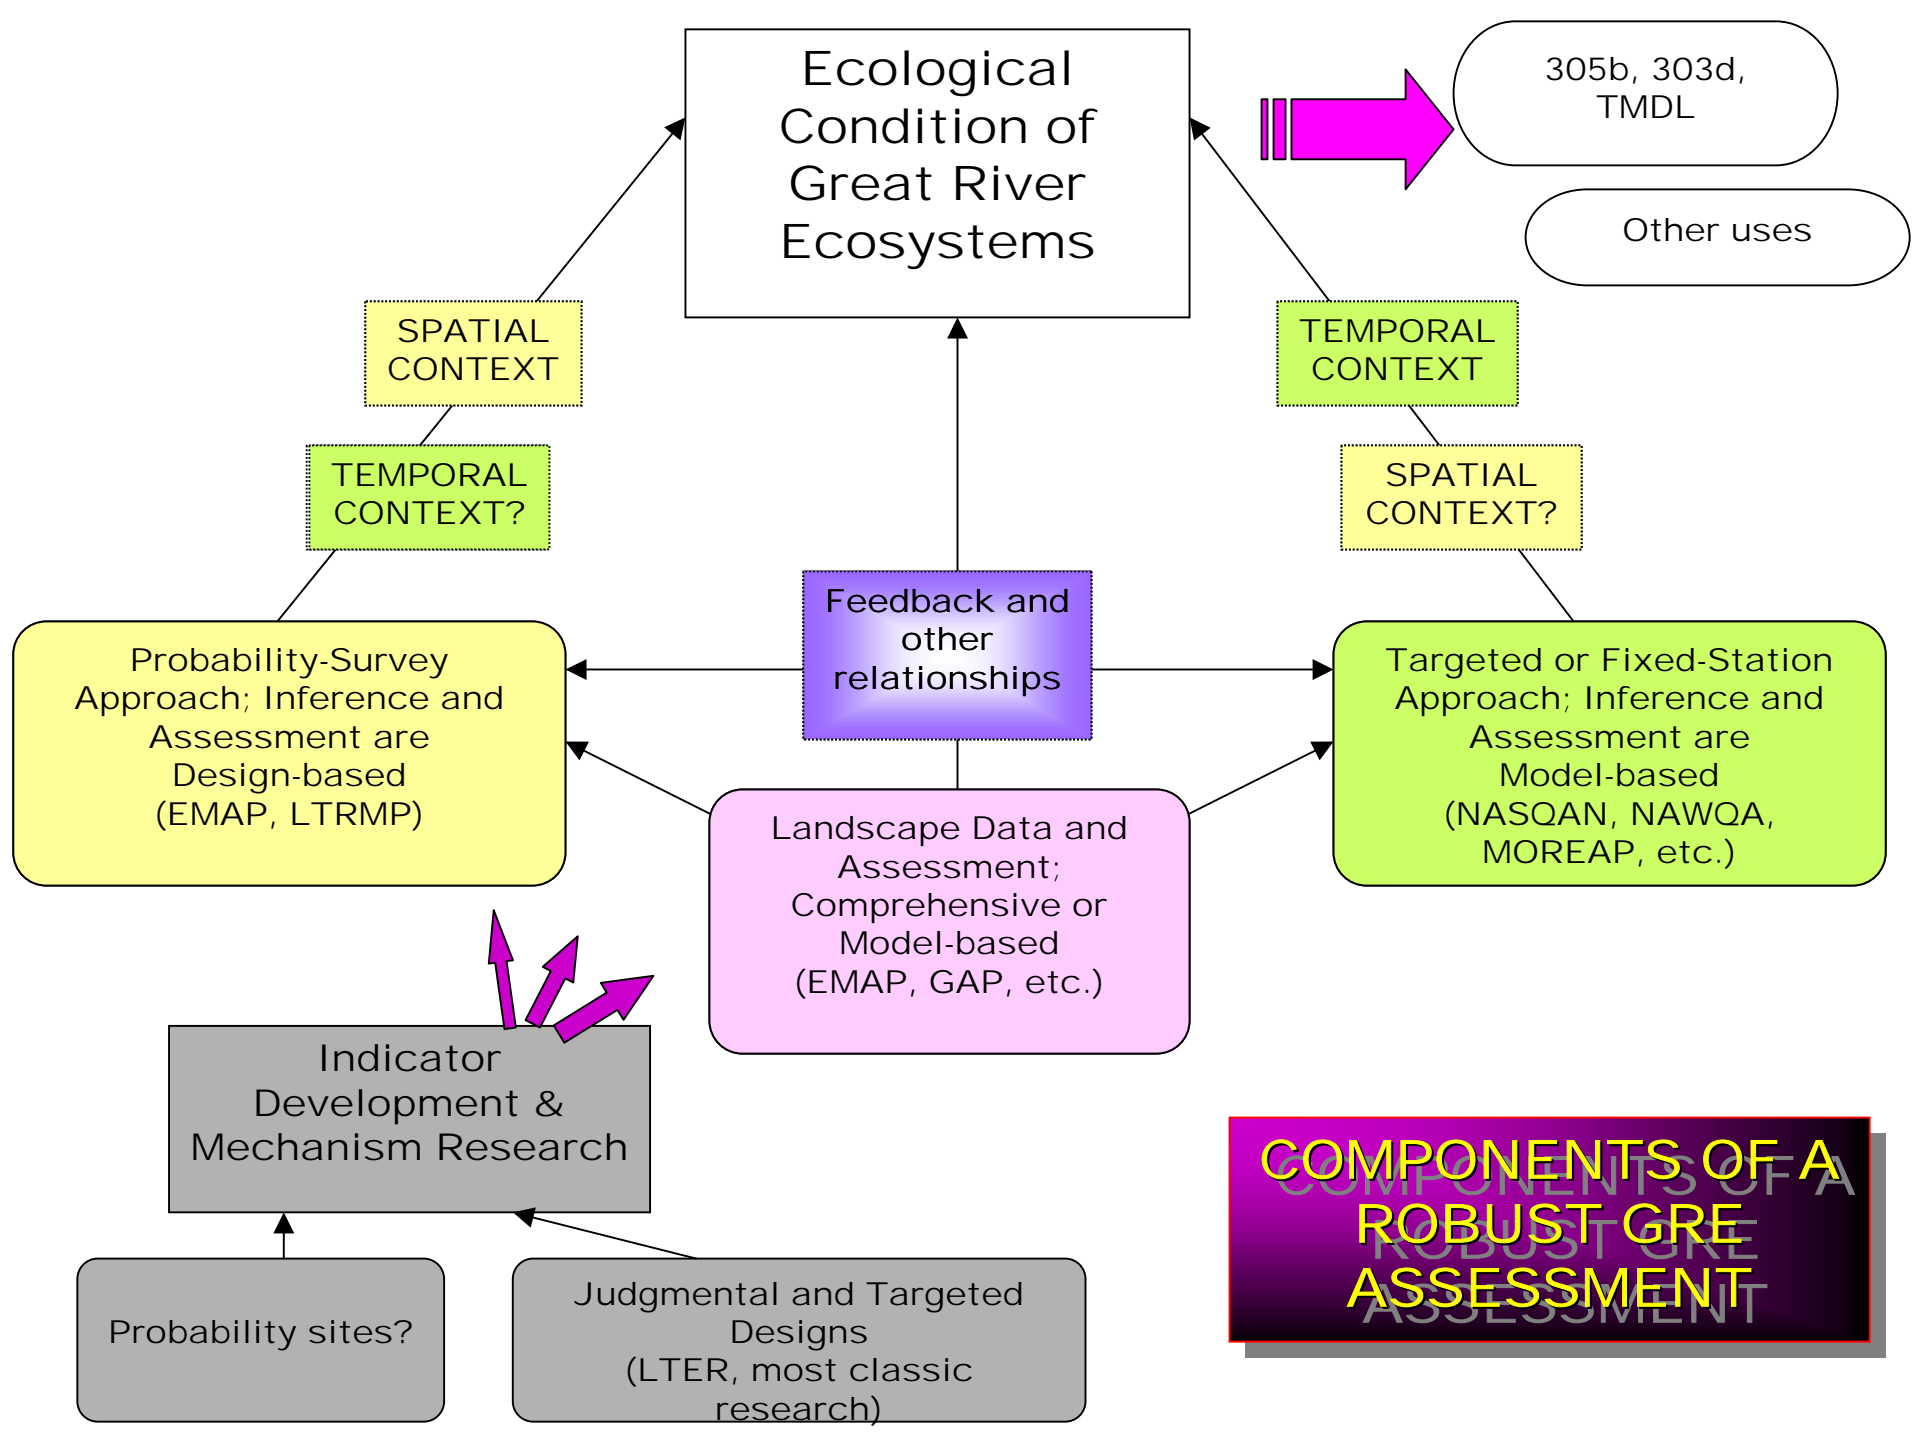 Ecological
Condition of
Great River
Ecosystems
305b, 303d,
TMDL
Other uses
SPATIAL
CONTEXT
TEMPORAL
CONTEXT
TEMPORAL
CONTEXT?
SPATIAL
CONTEXT?
Feedback and
other
relationships
Probability-Survey
Approach; Inference and
Assessment are
Design-based
(EMAP, LTRMP)
Targeted or Fixed-Station
Approach; Inference and
Assessment are
Model-based
(NASQAN, NAWQA,
MOREAP, etc.)
Landscape Data and
Assessment;
Comprehensive or
Model-based
(EMAP, GAP, etc.)
Indicator
Development &
Mechanism Research
Probability sites?
Judgmental and Targeted
Designs
(LTER, most classic
research)
COMPONENTS OF A
ROBUST GRE
ASSESSMENT